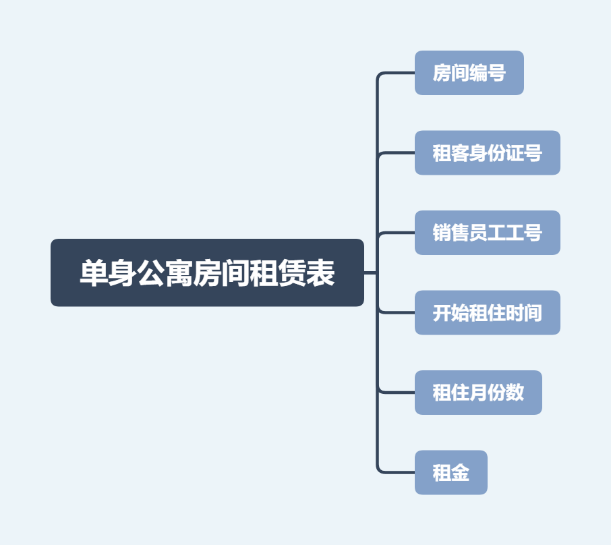 单身公寓房间租赁表
房间编号
租客身份证号
销售员工工号
开始租住时间
租住月份数
租金